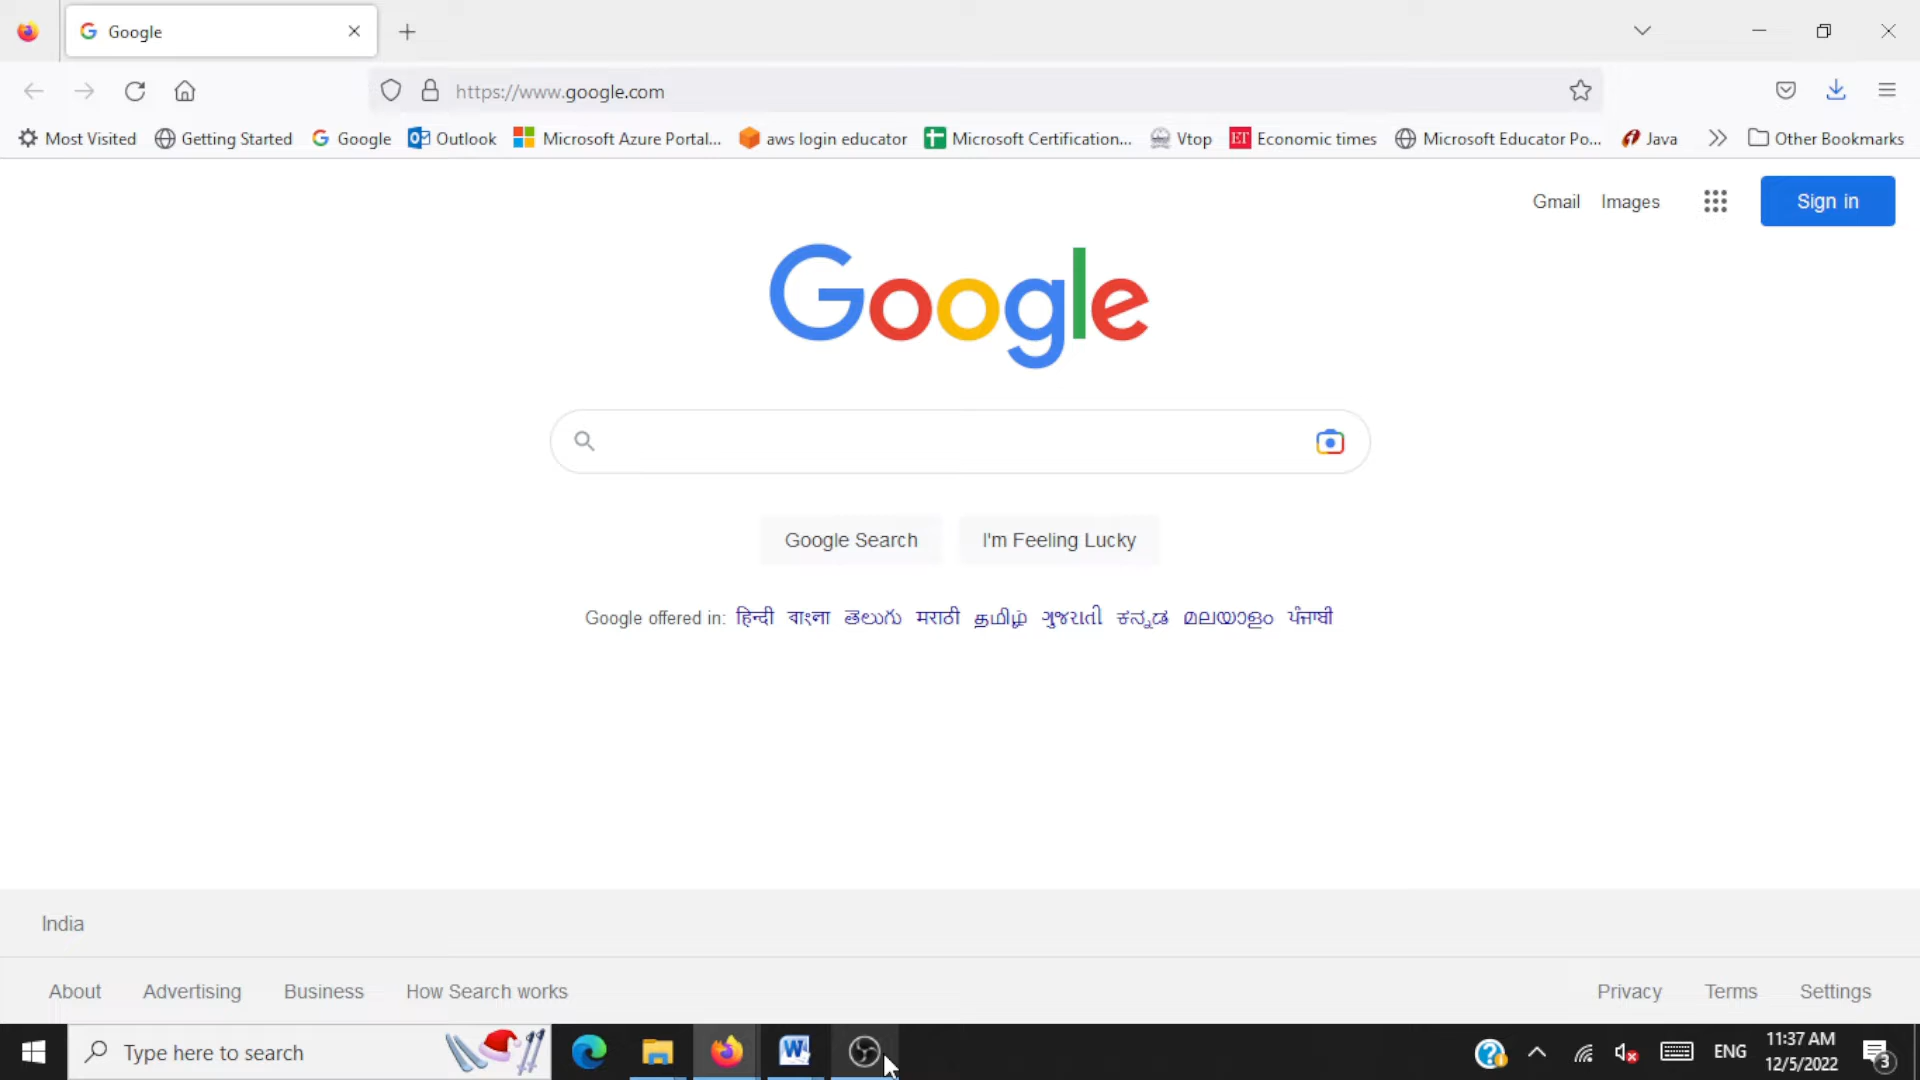 Google
https://www.google.com
Most Visited Getting Started Google Outlook Microsoft Azure Portal... aws login educator Microsoft Certification... Vtop ET Economic times Microsoft Educator Po... Java Other Bookmarks
Gmail Images Sign in
Google
Google Search I'm Feeling Lucky
Google offered in: हिन्दी বাংলা తెలుగు मराठी தமிழ் ગુજરાતી ಕನ್ನಡ മലയാളം ਪੰਜਾਬੀ
India
About Advertising Business How Search works Privacy Terms Settings
Type here to search ENG 11:37 AM
12/5/2022 3